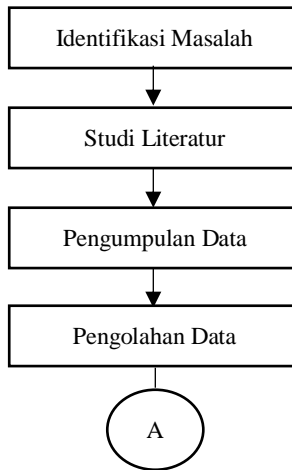 Identifikasi Masalah
Studi Literatur
Pengumpulan Data
Pengolahan Data
A